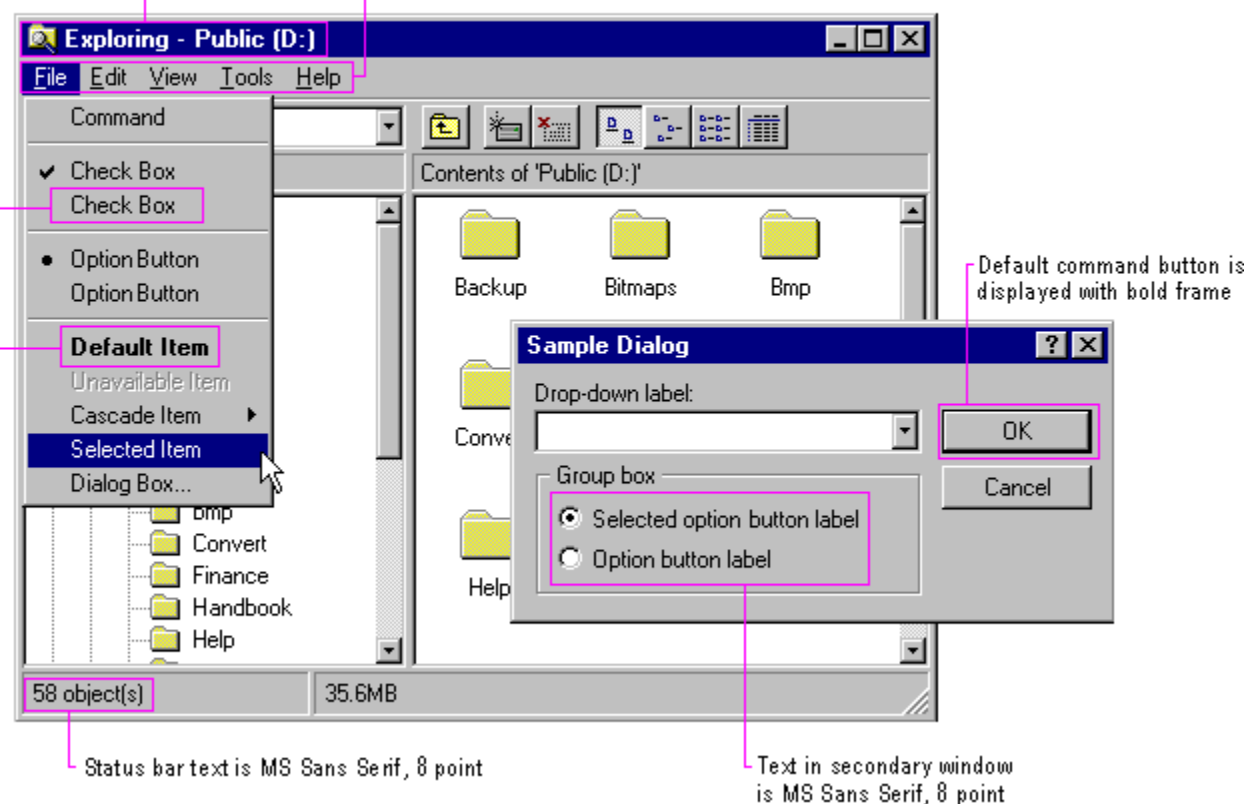 Exploring - Public (D:)
File Edit View Tools Help
Command
Check Box
Check Box
Option Button
Option Button
Default Item
Unavailable Item
Cascade Item
Selected Item
Dialog Box...
Contents of 'Public (D:)'
Backup Bitmaps Bmp
Conve
Help
bmp
Convert
Finance
Handbook
Help
58 object(s) 35.6MB
Sample Dialog
Drop-down label:
OK
Cancel
Group box
Selected option button label
Option button label
Default command button is
displayed with bold frame
Status bar text is MS Sans Serif, 8 point
Text in secondary window
is MS Sans Serif, 8 point